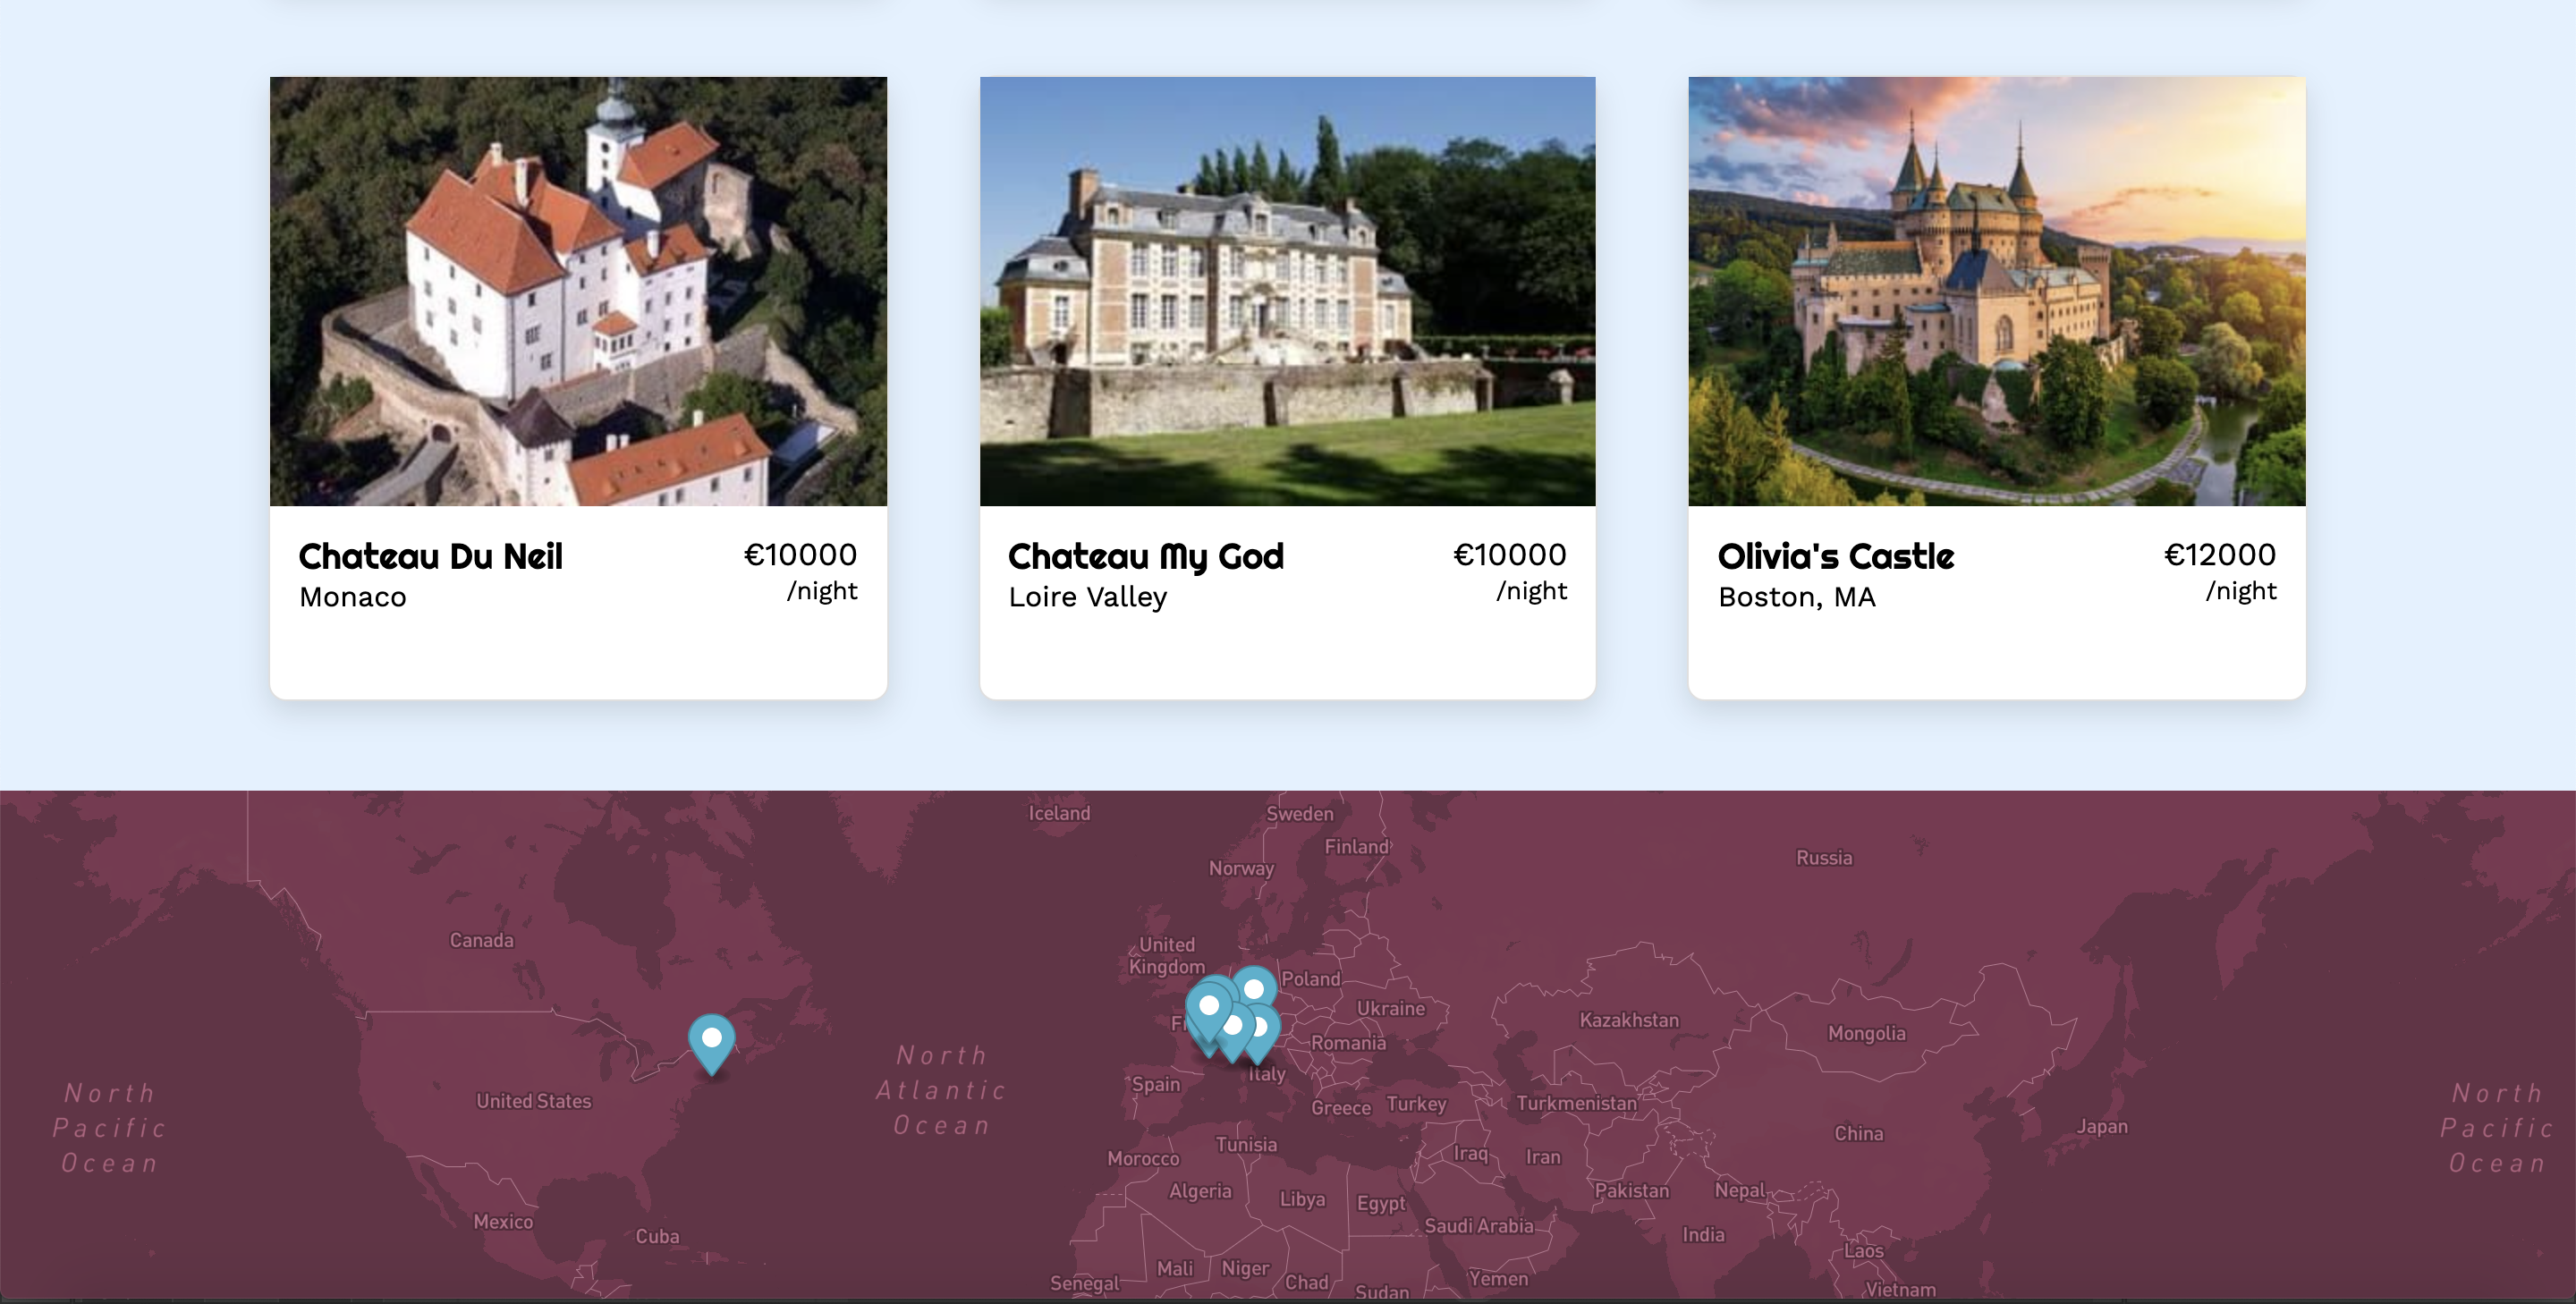 Chateau Du Neil
€10000
Monaco
/night
Chateau My God
€10000
Loire Valley
/night
Olivia's Castle
€12000
Boston, MA
/night
Iceland
Sweden
Finland
Norway
Russia
Canada
United
Kingdom
Poland
Ukraine
Kazakhstan
Mongolia
Romania
North
Atlantic
Ocean
Italy
Spain
United States
Greece
Turkey
Turkmenistan
North
Pacific
Ocean
China
Japan
North
Pacific
Ocean
Tunisia
Morocco
Iraq
Iran
Algeria
Libya
Egypt
Pakistan
Nepal
Mexico
Cuba
Saudi Arabia
India
Laos
Mali
Niger
Chad
Senegal
Sudan
Yemen
Vietnam